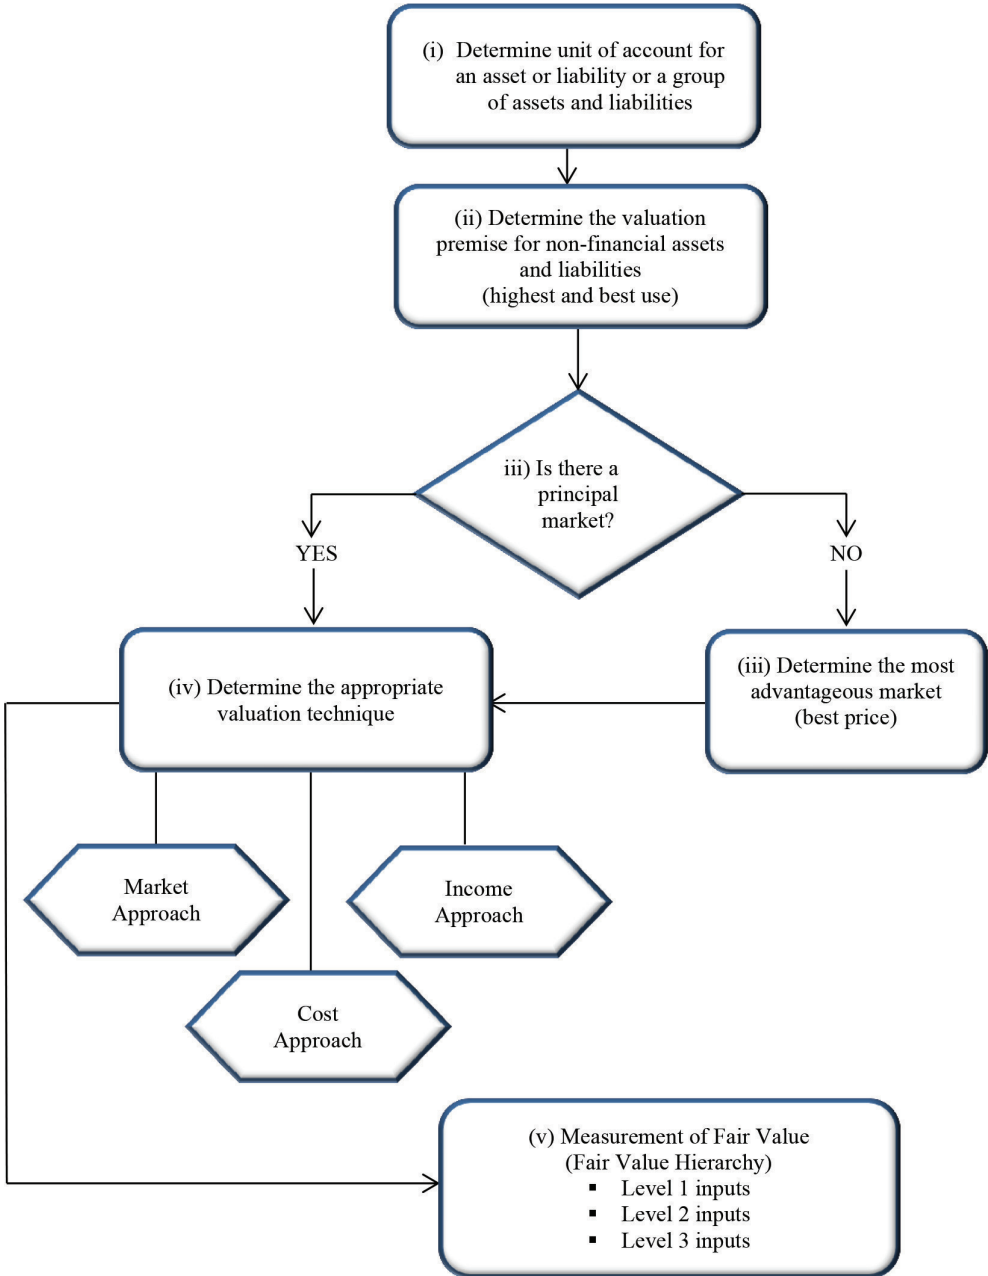 (i) Determine unit of account for
an asset or liability or a group
of assets and liabilities
(ii) Determine the valuation
premise for non-financial assets
and liabilities
(highest and best use)
iii) Is there a
principal
market?
YES
NO
(iv) Determine the appropriate
valuation technique
(iii) Determine the most
advantageous market
(best price)
Market
Approach
Income
Approach
Cost
Approach
(v) Measurement of Fair Value
(Fair Value Hierarchy)
▪ Level 1 inputs
▪ Level 2 inputs
▪ Level 3 inputs